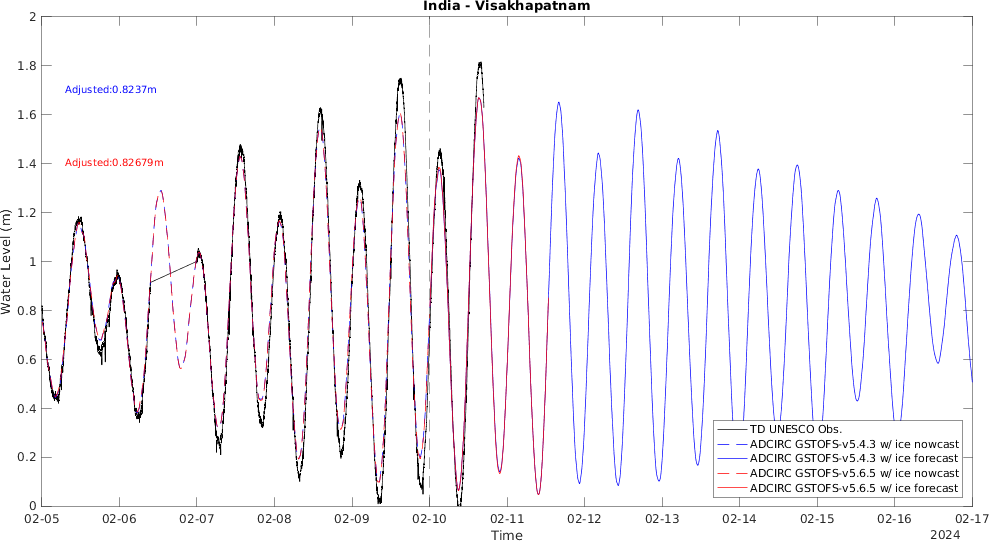 India - Visakhapatnam
2
1.8
1.6
1.4
1.2
1
0.8
0.6
0.4
0.2
0
Water Level (m)
Adjusted:0.8237m
Adjusted:0.82679m
TD UNESCO Obs.
ADCIRC GSTOFS-v5.4.3 w/ ice nowcast
ADCIRC GSTOFS-v5.4.3 w/ ice forecast
ADCIRC GSTOFS-v5.6.5 w/ ice nowcast
ADCIRC GSTOFS-v5.6.5 w/ ice forecast
02-05 02-06 02-07 02-08 02-09 02-10 02-11 02-12 02-13 02-14 02-15 02-16 02-17
Time
2024